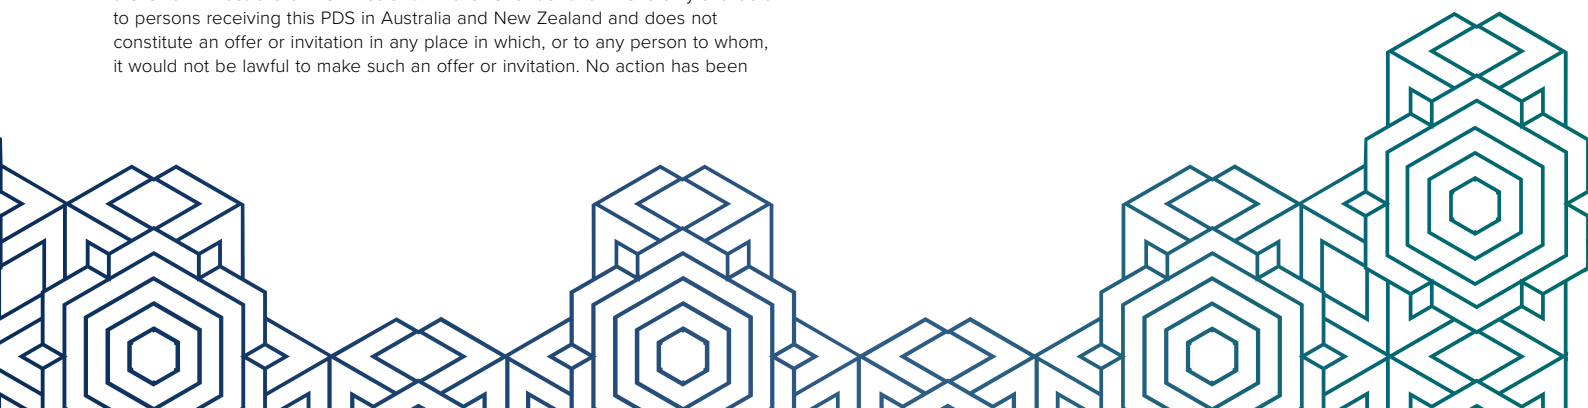 to persons receiving this PDS in Australia and New Zealand and does not
constitute an offer or invitation in any place in which, or to any person to whom,
it would not be lawful to make such an offer or invitation. No action has been